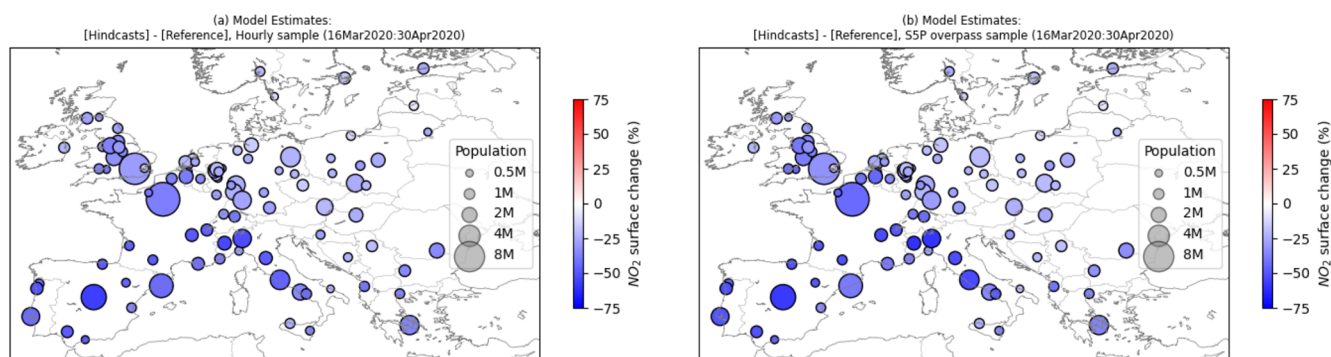 (a) Model Estimates:
[Hindcasts] - [Reference], Hourly sample (16Mar2020:30Apr2020)
Population
0.5M
1M
2M
4M
8M
75
50
25
0
−25
−50
−75
NO2 surface change (%)
(b) Model Estimates:
[Hindcasts] - [Reference], S5P overpass sample (16Mar2020:30Apr2020)
Population
0.5M
1M
2M
4M
8M
75
50
25
0
−25
−50
−75
NO2 surface change (%)